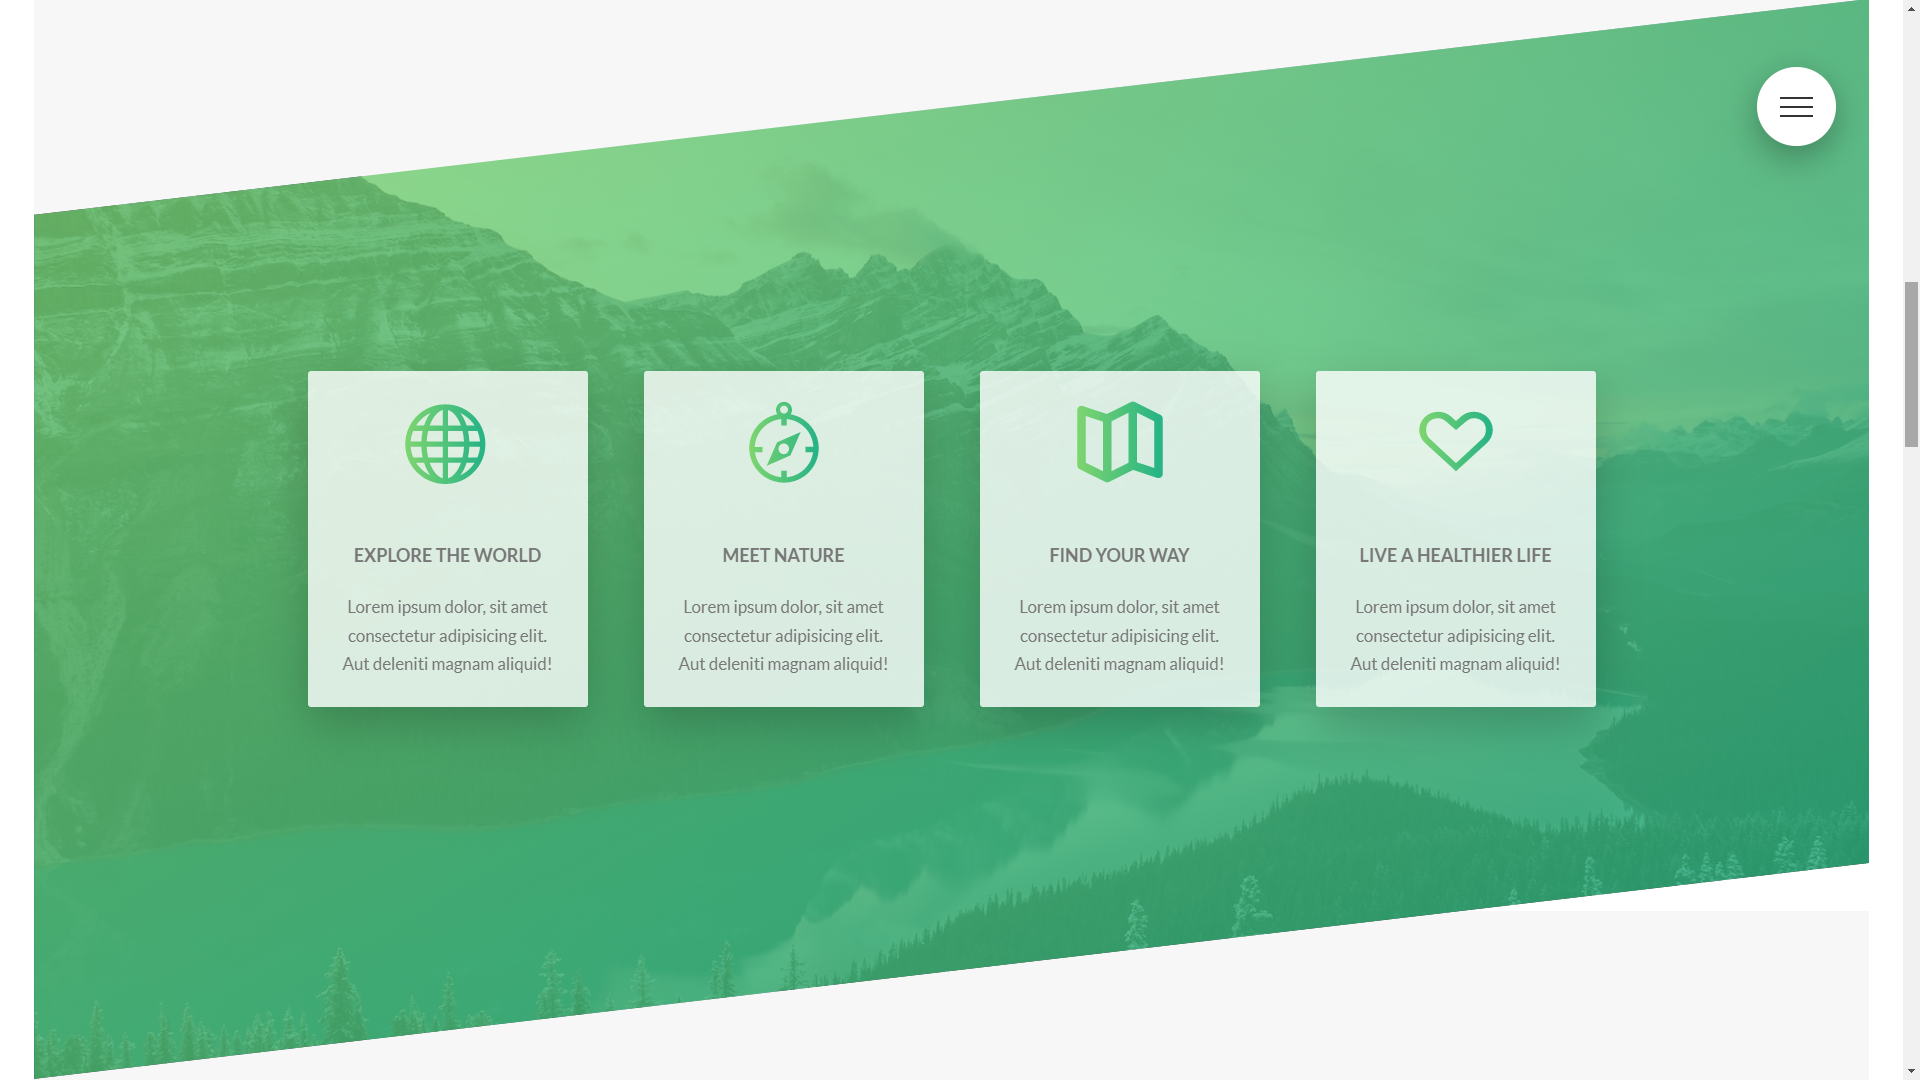 EXPLORE THE WORLD
Lorem ipsum dolor, sit amet
consectetur adipisicing elit.
Aut deleniti magnam aliquid!
MEET NATURE
Lorem ipsum dolor, sit amet
consectetur adipisicing elit.
Aut deleniti magnam aliquid!
FIND YOUR WAY
Lorem ipsum dolor, sit amet
consectetur adipisicing elit.
Aut deleniti magnam aliquid!
LIVE A HEALTHIER LIFE
Lorem ipsum dolor, sit amet
consectetur adipisicing elit.
Aut deleniti magnam aliquid!